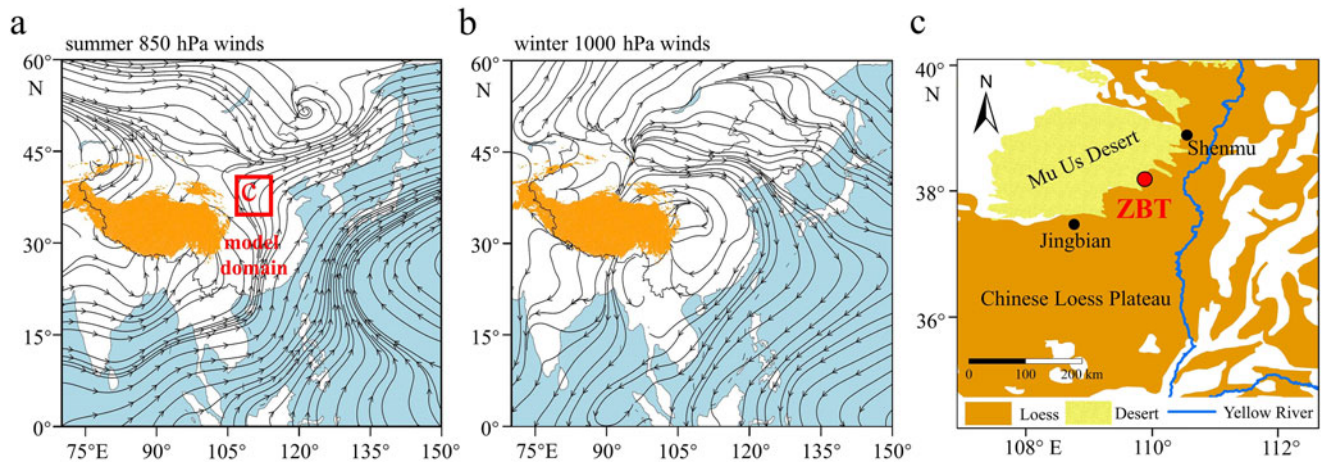 a
summer 850 hPa winds
60°
N
45°
30°
15°
0°
75°E
90°
105°
120°
135°
150°
C
model
domain
b
winter 1000 hPa winds
60°
N
45°
30°
15°
0°
75°E
90°
105°
120°
135°
150°
c
40°
N
38°
36°
N
Mu Us Desert
Shenmu
ZBT
Jingbian
Chinese Loess Plateau
0 100 200 km
Loess Desert Yellow River
108° E 110° 112°